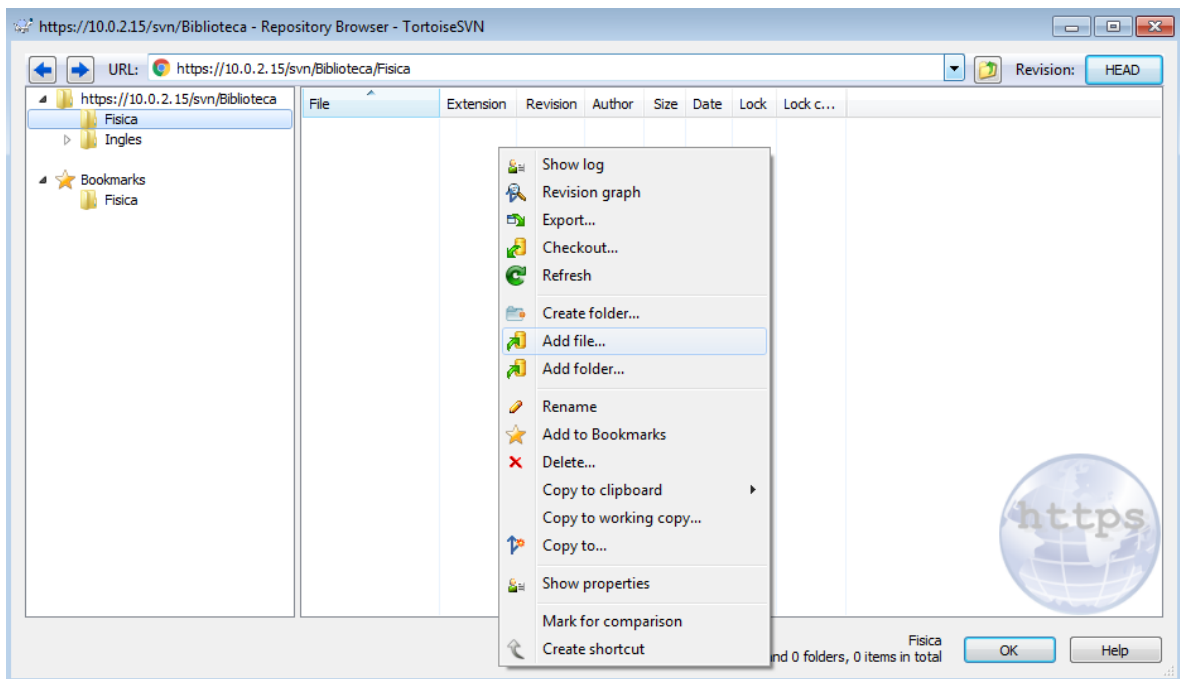 https://10.0.2.15/svn/Biblioteca - Repository Browser - TortoiseSVN
URL: https://10.0.2.15/svn/Biblioteca/Fisica Revision: HEAD
https://10.0.2.15/svn/Biblioteca
Fisica
Ingles
Bookmarks
Fisica
File Extension Revision Author Size Date Lock Lock c...
Show log
Revision graph
Export...
Checkout...
Refresh
Create folder...
Add file...
Add folder...
Rename
Add to Bookmarks
Delete...
Copy to clipboard
Copy to working copy...
Copy to...
Show properties
Mark for comparison
Create shortcut
https
Fisica
and 0 folders, 0 items in total
OK Help